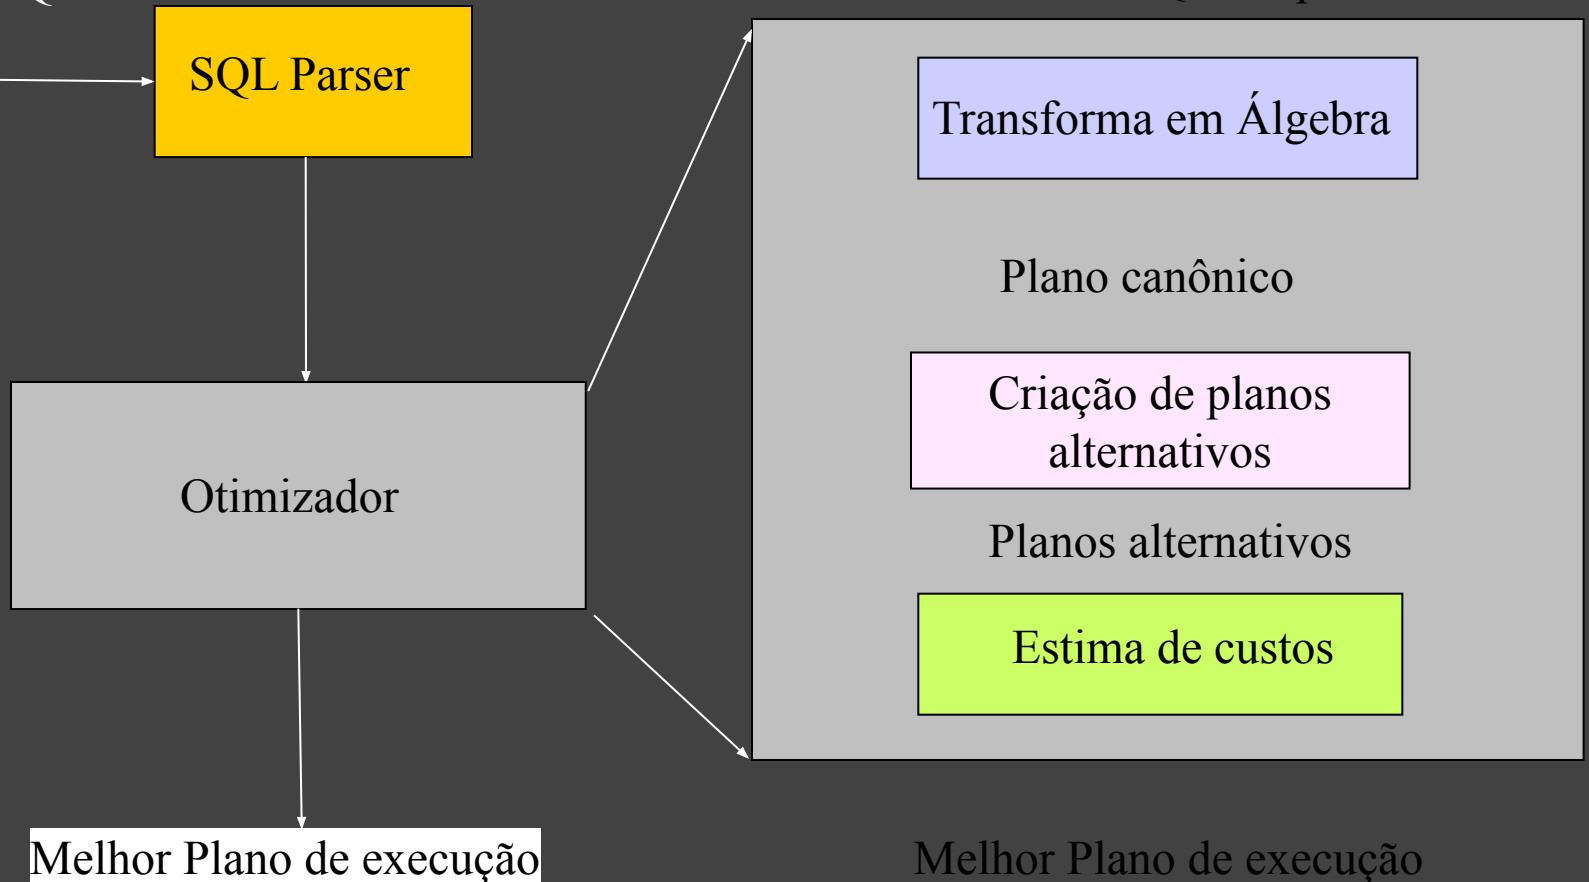 SQL Parser
Otimizador
Melhor Plano de execução
Transforma em Álgebra
Plano canônico
Criação de planos
alternativos
Planos alternativos
Estima de custos
Melhor Plano de execução